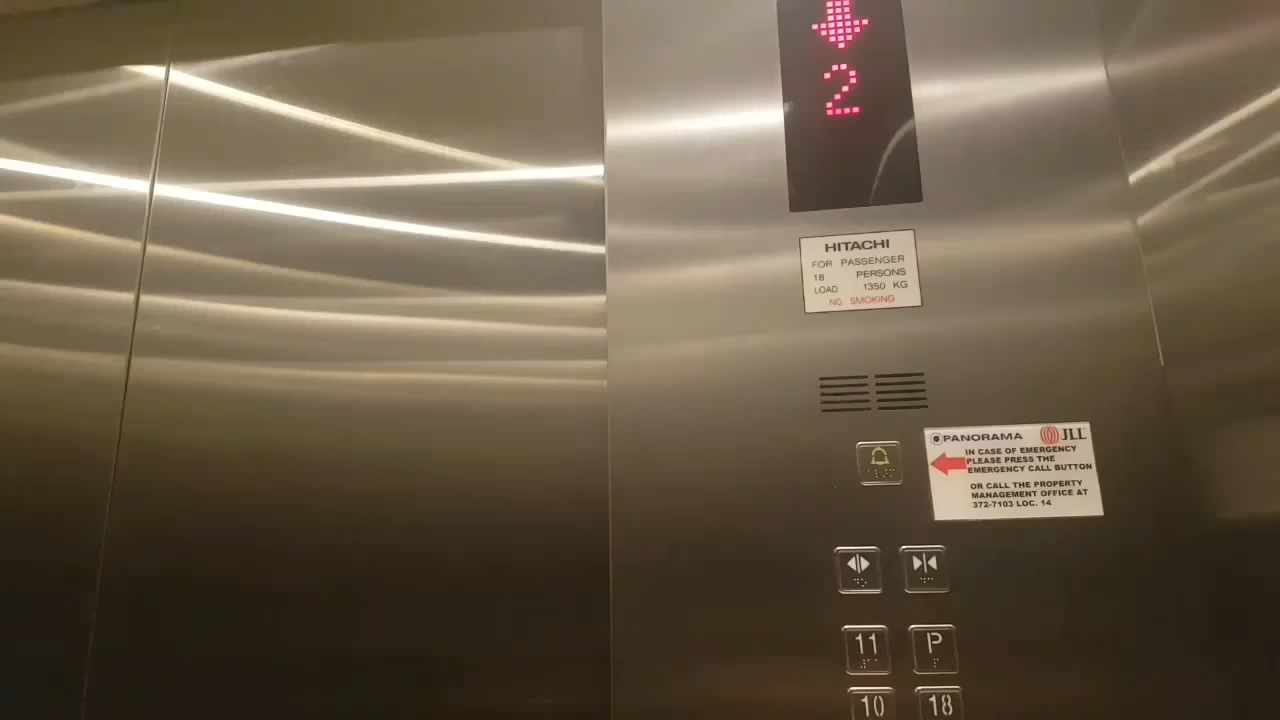 2
HITACHI
FOR PASSENGER
18 PERSONS
LOAD 1350 KG
NO SMOKING
PANORAMA JLL
IN CASE OF EMERGENCY
PLEASE PRESS THE
EMERGENCY CALL BUTTON
OR CALL THE PROPERTY
MANAGEMENT OFFICE AT
372-7103 LOC. 14
11 P
10 18